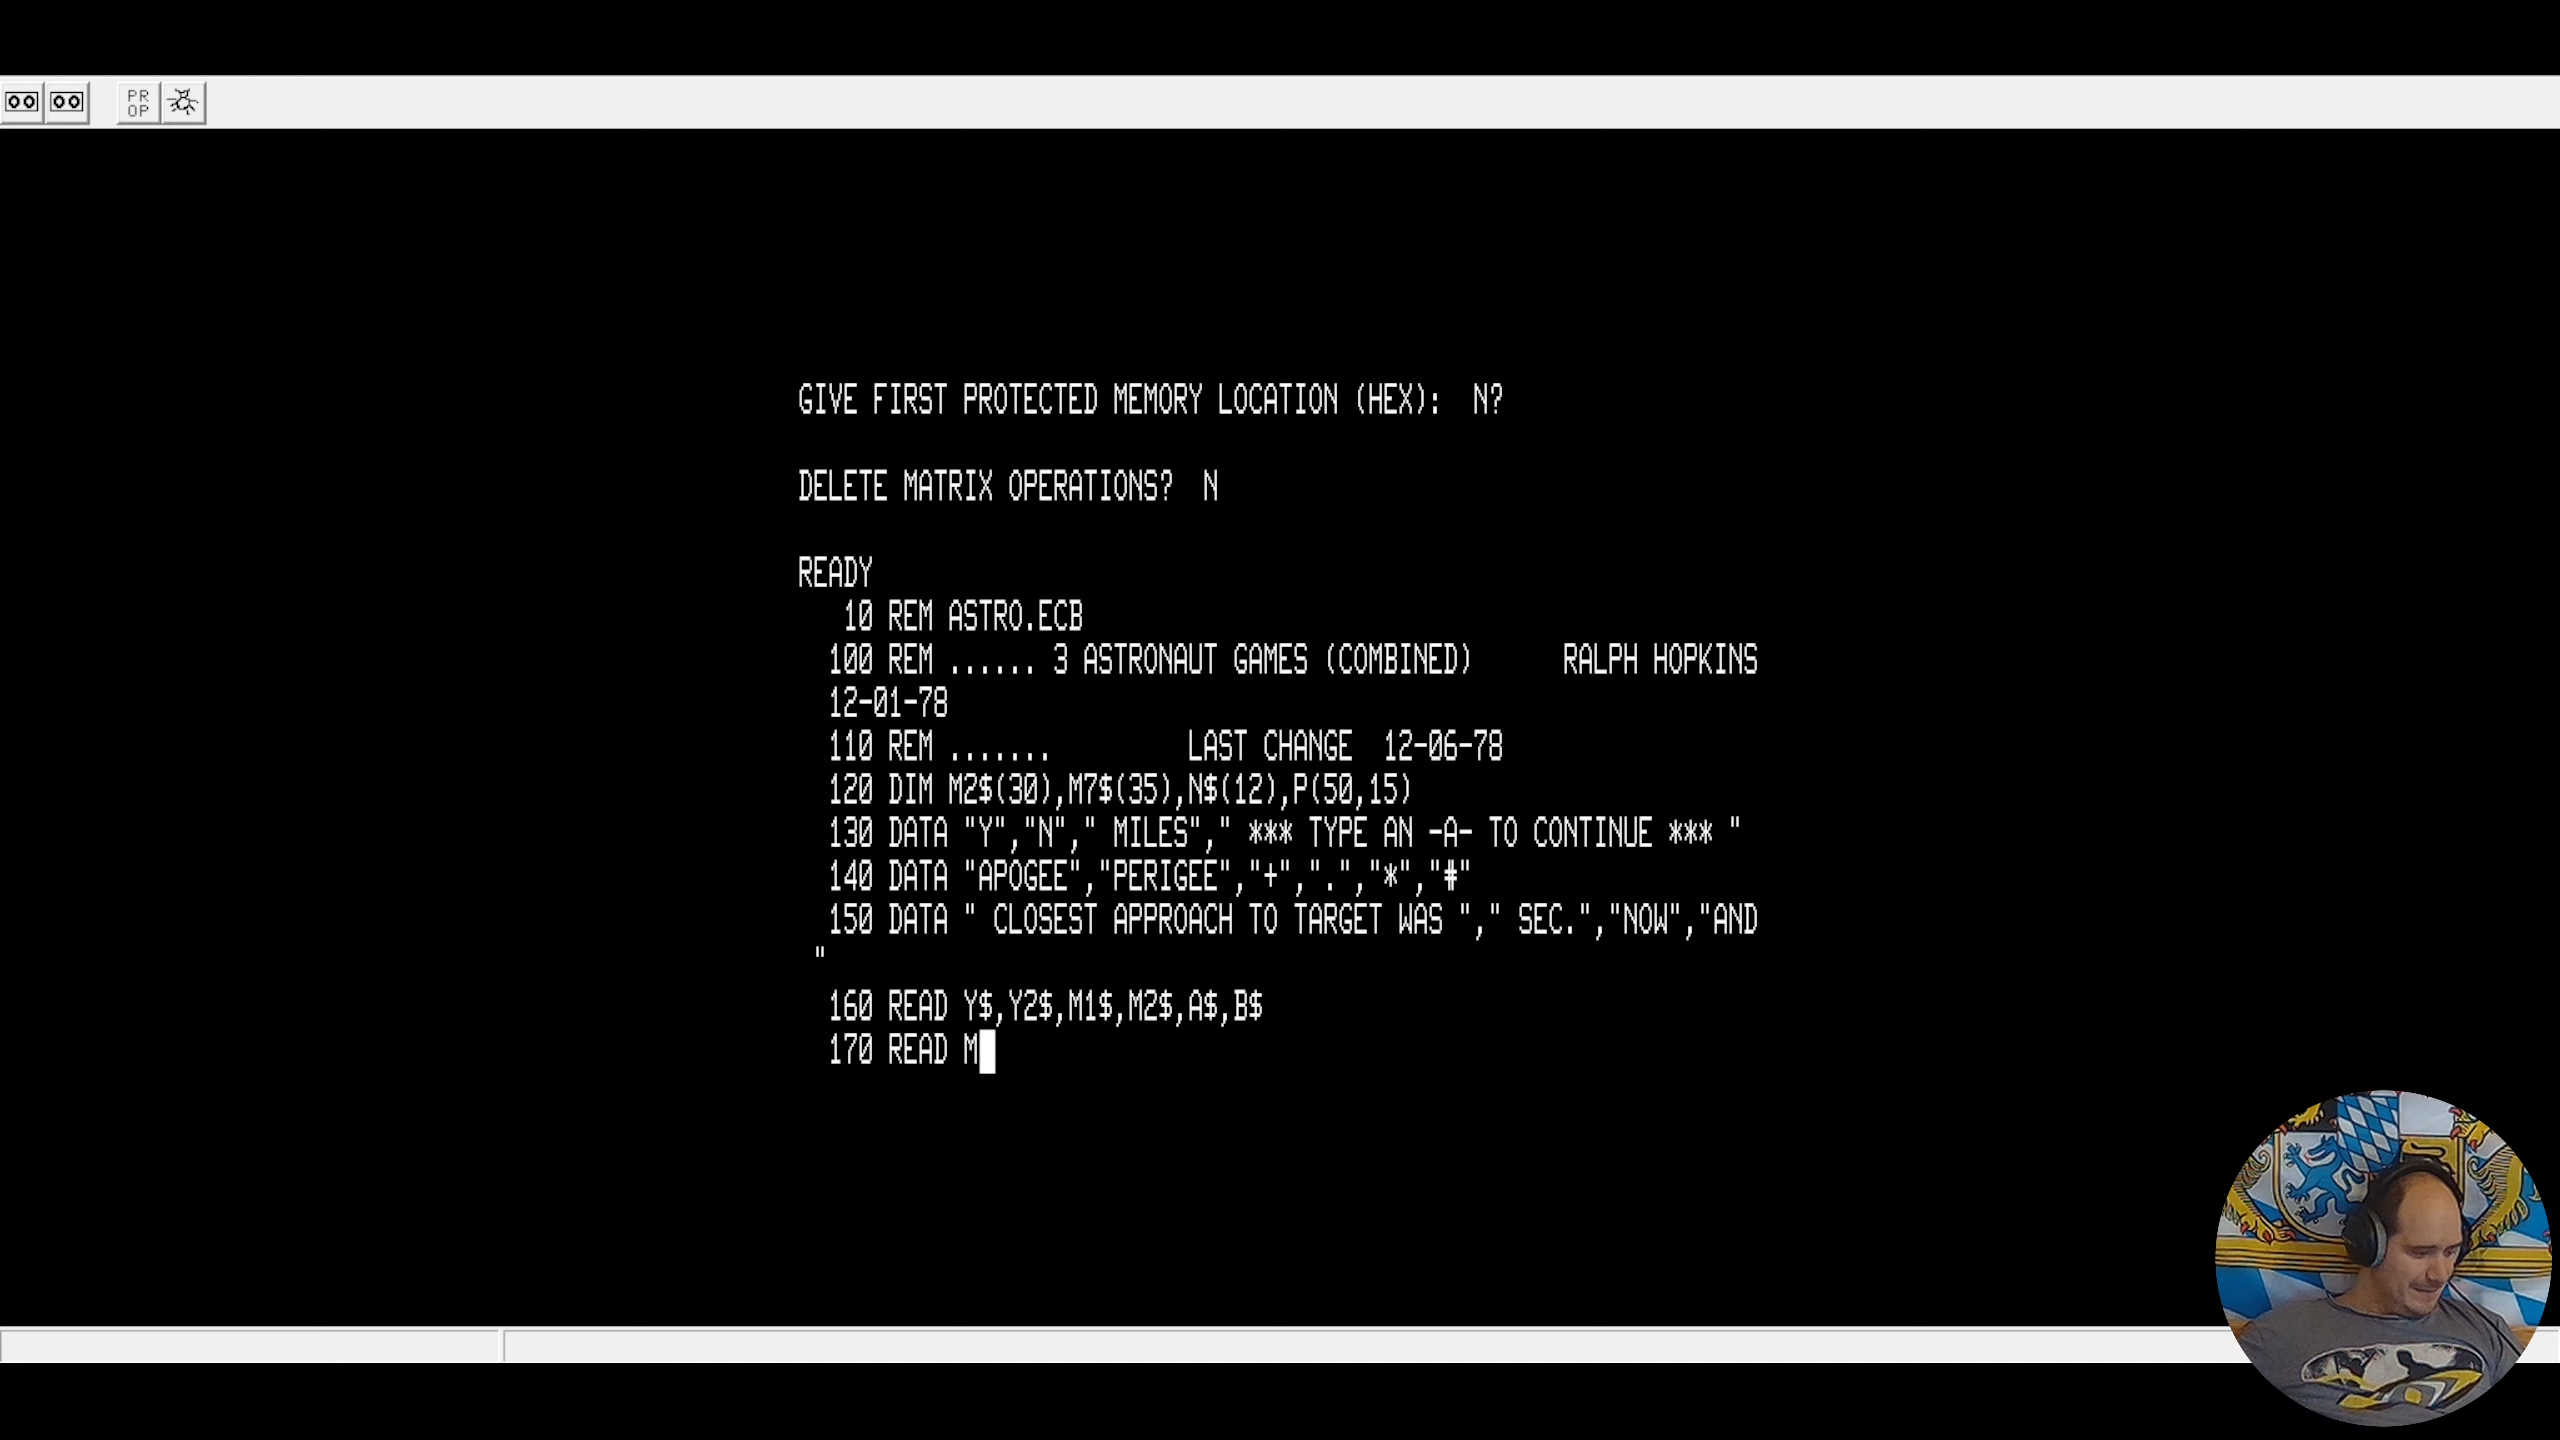 PR
OP
GIVE FIRST PROTECTED MEMORY LOCATION (HEX):  N?
DELETE MATRIX OPERATIONS?  N
READY
10 REM ASTRO.ECB
100 REM ...... 3 ASTRONAUT GAMES (COMBINED)      RALPH HOPKINS
12-01-78
110 REM .......         LAST CHANGE  12-06-78
120 DIM M2$(30),M7$(35),N$(12),P(50,15)
130 DATA "Y","N"," MILES"," *** TYPE AN -A- TO CONTINUE *** "
140 DATA "APOGEE","PERIGEE","+",".","*","#"
150 DATA " CLOSEST APPROACH TO TARGET WAS "," SEC.","NOW","AND
"
160 READ Y$,Y2$,M1$,M2$,A$,B$
170 READ M